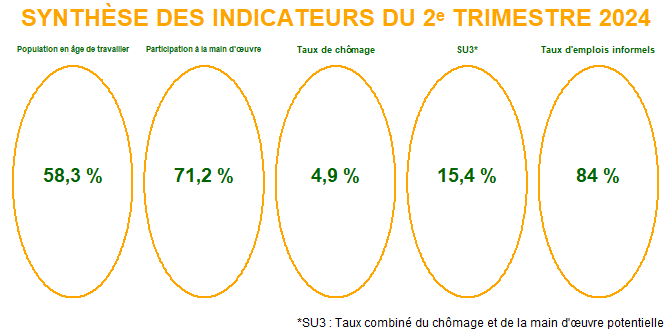 SYNTHÈSE DES INDICATEURS DU 2e TRIMESTRE 2024
Population en âge de travailler
Participation à la main d'œuvre
Taux de chômage
SU3*
Taux d'emplois informels
58,3 %
71,2 %
4,9 %
15,4 %
84 %
*SU3 : Taux combiné du chômage et de la main d'œuvre potentielle